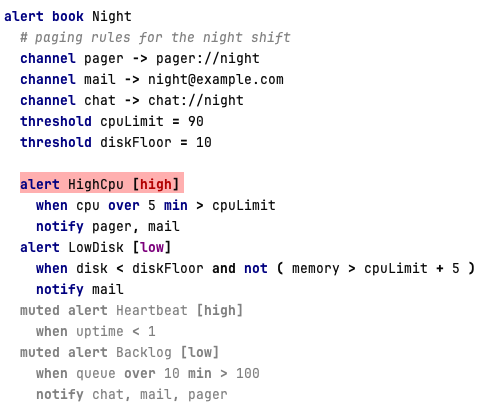 alert book Night
# paging rules for the night shift
channel pager -> pager://night
channel mail -> night@example.com
channel chat -> chat://night
threshold cpuLimit = 90
threshold diskFloor = 10
alert HighCpu [high]
when cpu over 5 min > cpuLimit
notify pager, mail
alert LowDisk [low]
when disk < diskFloor and not ( memory > cpuLimit + 5 )
notify mail
muted alert Heartbeat [high]
when uptime < 1
muted alert Backlog [low]
when queue over 10 min > 100
notify chat, mail, pager